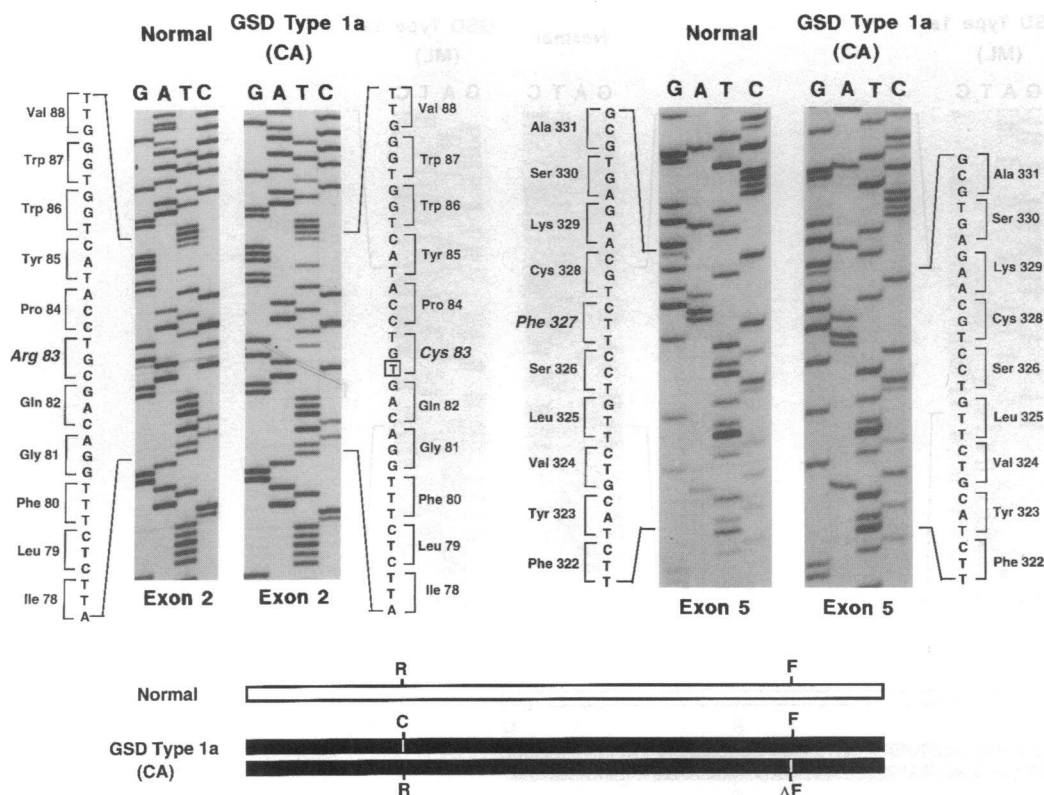 Normal
GSD Type 1a
(CA)
G A T C
G A T C
Val 88
Trp 87
Trp 86
Tyr 85
Pro 84
Arg 83
Gln 82
Gly 81
Phe 80
Leu 79
Ile 78
T T G G G T G G T C A T A C C T G C G A C A G G T T T C T C T T A
T T G G G T G G T C A T A C C T G T G A C A G G T T T C T C T T A
Val 88
Trp 87
Trp 86
Tyr 85
Pro 84
Cys 83
Gln 82
Gly 81
Phe 80
Leu 79
Ile 78
Exon 2
Exon 2
Normal
GSD Type 1a
(CA)
G A T C
G A T C
Ala 331
Ser 330
Lys 329
Cys 328
Phe 327
Ser 326
Leu 325
Val 324
Tyr 323
Phe 322
G C G T G A G A A C G T C T T C C T G T T C T G C A T C T T
G C G T G A G A A C G T C C T G T T C T G C A T C T T
Ala 331
Ser 330
Lys 329
Cys 328
Ser 326
Leu 325
Val 324
Tyr 323
Phe 322
Exon 5
Exon 5
R F
Normal
C F
GSD Type 1a
(CA)
R ΔF